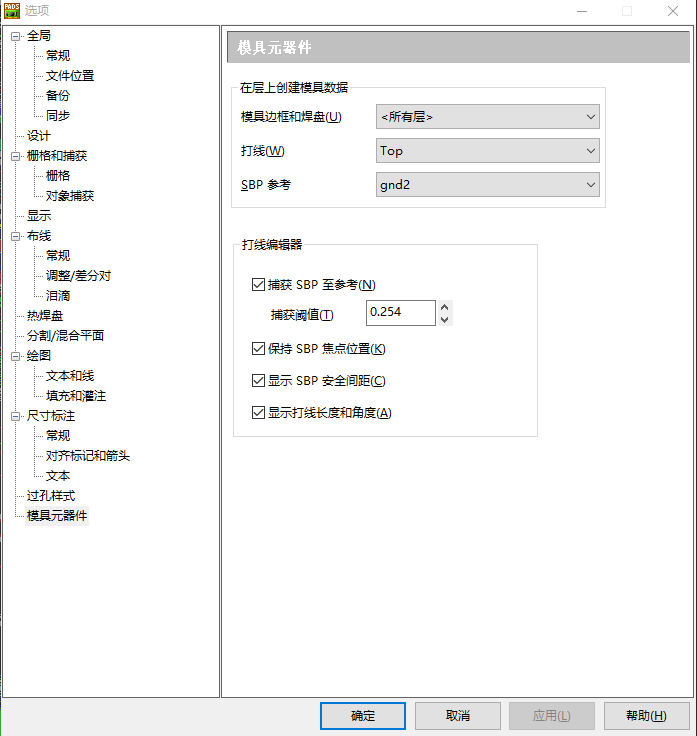 PADS
选项
全局
常规
文件位置
备份
同步
设计
栅格和捕获
栅格
对象捕获
显示
布线
常规
调整/差分对
泪滴
热焊盘
分割/混合平面
绘图
文本和线
填充和灌注
尺寸标注
常规
对齐标记和箭头
文本
过孔样式
模具元器件
模具元器件
在层上创建模具数据
模具边框和焊盘(U) <所有层>
打线(W) Top
SBP 参考 gnd2
打线编辑器
捕获 SBP 至参考(N)
捕获阈值(T) 0.254
保持 SBP 焦点位置(K)
显示 SBP 安全间距(C)
显示打线长度和角度(A)
确定 取消 应用(L) 帮助(H)